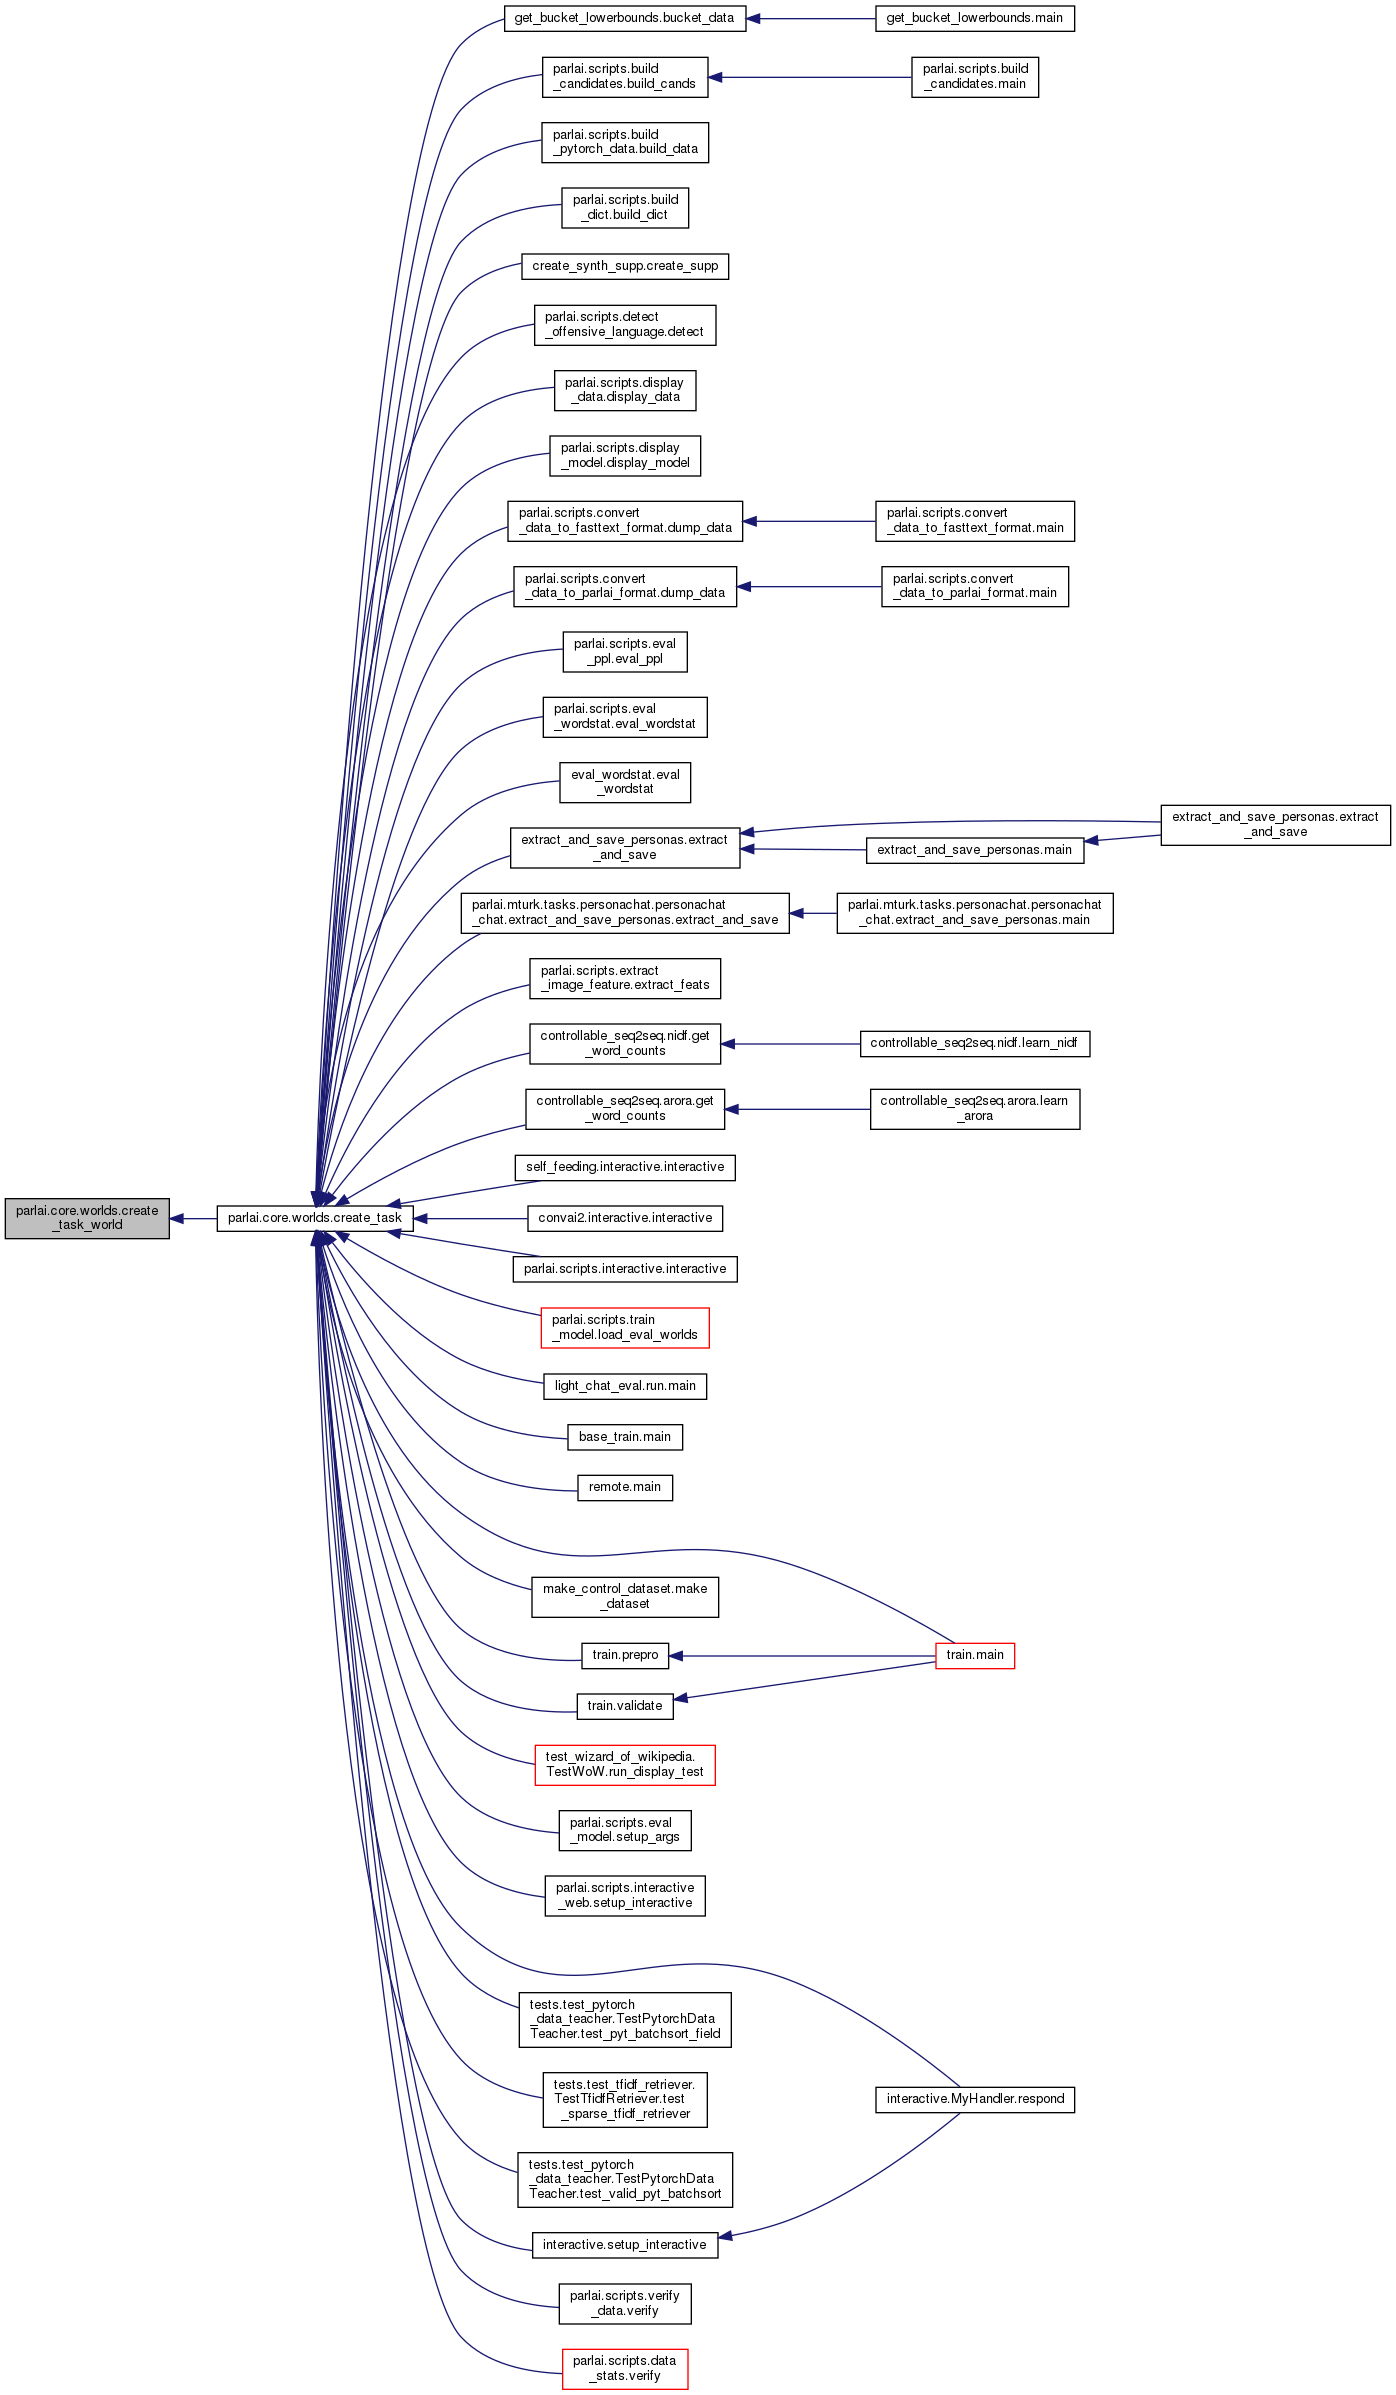 get_bucket_lowerbounds.bucket_data
get_bucket_lowerbounds.main
parlai.scripts.build
_candidates.build_cands
parlai.scripts.build
_candidates.main
parlai.scripts.build
_pytorch_data.build_data
parlai.scripts.build
_dict.build_dict
create_synth_supp.create_supp
parlai.scripts.detect
_offensive_language.detect
parlai.scripts.display
_data.display_data
parlai.scripts.display
_model.display_model
parlai.scripts.convert
_data_to_fasttext_format.dump_data
parlai.scripts.convert
_data_to_fasttext_format.main
parlai.scripts.convert
_data_to_parlai_format.dump_data
parlai.scripts.convert
_data_to_parlai_format.main
parlai.scripts.eval
_ppl.eval_ppl
parlai.scripts.eval
_wordstat.eval_wordstat
eval_wordstat.eval
_wordstat
extract_and_save_personas.extract
_and_save
extract_and_save_personas.main
extract_and_save_personas.extract
_and_save
parlai.mturk.tasks.personachat.personachat
_chat.extract_and_save_personas.extract_and_save
parlai.mturk.tasks.personachat.personachat
_chat.extract_and_save_personas.main
parlai.scripts.extract
_image_feature.extract_feats
controllable_seq2seq.nidf.get
_word_counts
controllable_seq2seq.nidf.learn_nidf
controllable_seq2seq.arora.get
_word_counts
controllable_seq2seq.arora.learn
_arora
self_feeding.interactive.interactive
parlai.core.worlds.create
_task_world
parlai.core.worlds.create_task
convai2.interactive.interactive
parlai.scripts.interactive.interactive
parlai.scripts.train
_model.load_eval_worlds
light_chat_eval.run.main
base_train.main
remote.main
make_control_dataset.make
_dataset
train.prepro
train.main
train.validate
test_wizard_of_wikipedia.
TestWoW.run_display_test
parlai.scripts.eval
_model.setup_args
parlai.scripts.interactive
_web.setup_interactive
tests.test_pytorch
_data_teacher.TestPytorchData
Teacher.test_pyt_batchsort_field
tests.test_tfidf_retriever.
TestTfidfRetriever.test
_sparse_tfidf_retriever
interactive.MyHandler.respond
tests.test_pytorch
_data_teacher.TestPytorchData
Teacher.test_valid_pyt_batchsort
interactive.setup_interactive
parlai.scripts.verify
_data.verify
parlai.scripts.data
_stats.verify